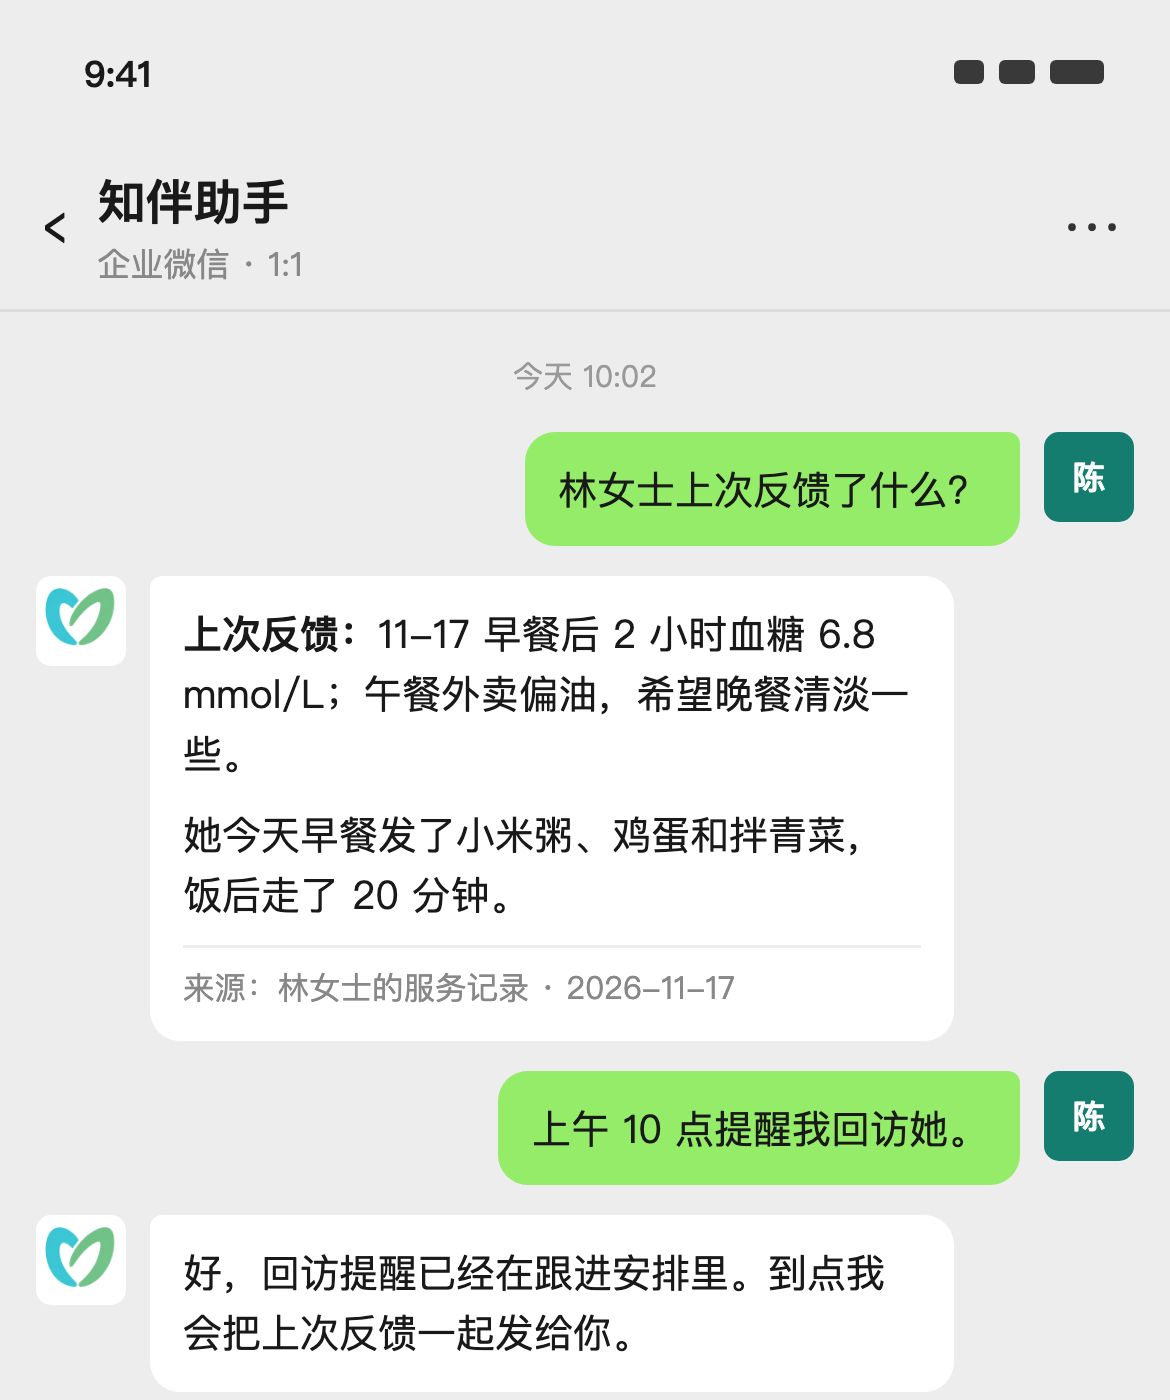 9:41
<
知伴助手
企业微信 · 1:1
...
今天 10:02
林女士上次反馈了什么?
陈
上次反馈：11–17 早餐后 2 小时血糖 6.8
mmol/L；午餐外卖偏油，希望晚餐清淡一
些。
她今天早餐发了小米粥、鸡蛋和拌青菜，
饭后走了 20 分钟。
来源：林女士的服务记录 · 2026–11–17
上午 10 点提醒我回访她。
陈
好，回访提醒已经在跟进安排里。到点我
会把上次反馈一起发给你。